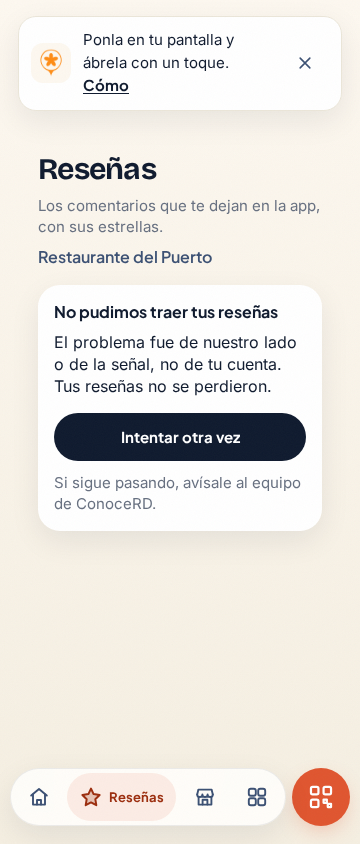 Ponla en tu pantalla y
ábrela con un toque.
Cómo
Reseñas
Los comentarios que te dejan en la app,
con sus estrellas.
Restaurante del Puerto
No pudimos traer tus reseñas
El problema fue de nuestro lado
o de la señal, no de tu cuenta.
Tus reseñas no se perdieron.
Intentar otra vez
Si sigue pasando, avísale al equipo
de ConoceRD.
Reseñas